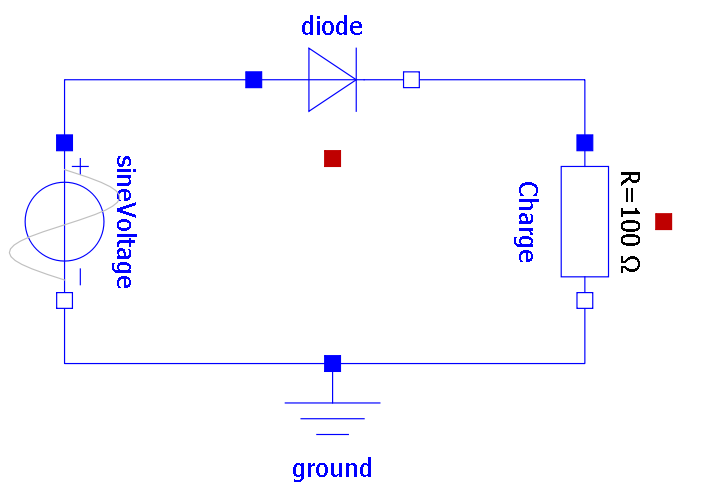 diode
+
sineVoltage
–
Charge
R=100 Ω
ground